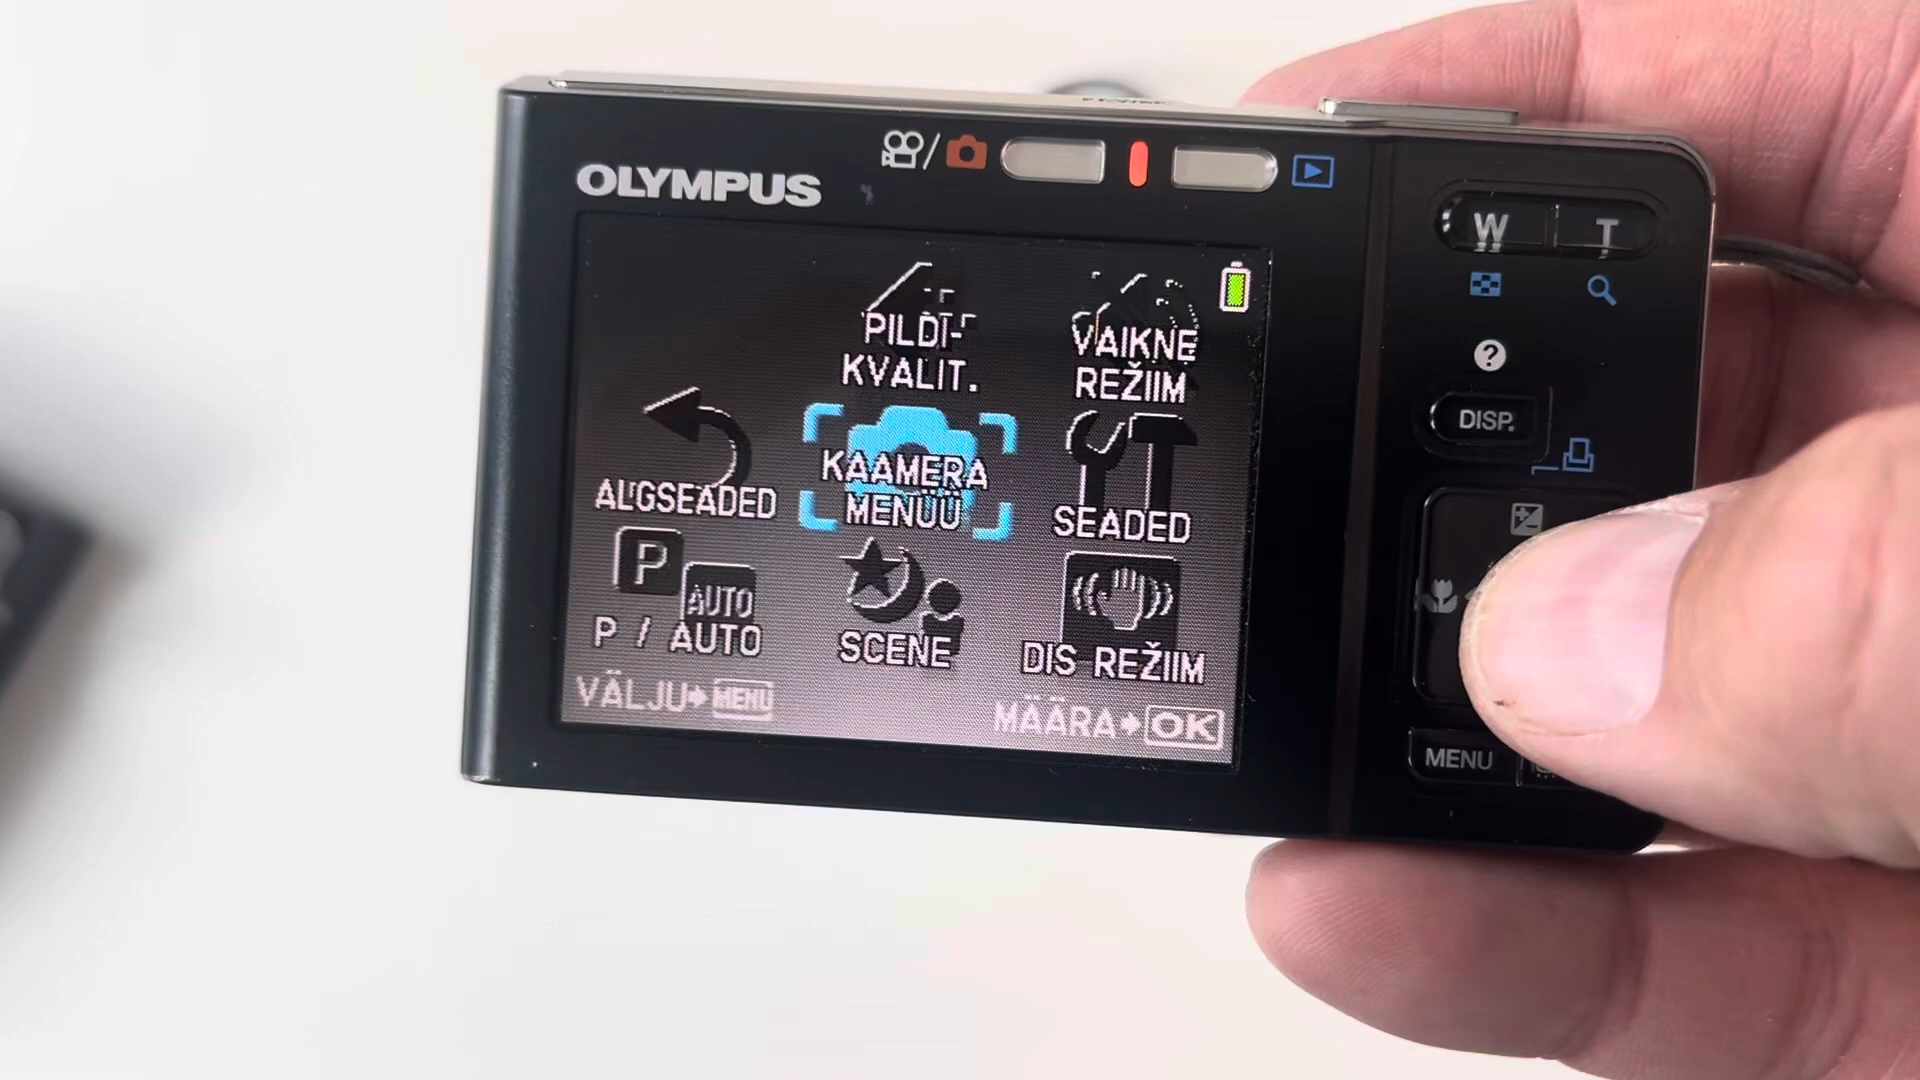 OLYMPUS
W T
PILDI-
KVALIT.
VAIKNE
REŽIIM
DISP.
ALGSEADED
KAAMERA
MENÜÜ
SEADED
P
AUTO
P / AUTO
SCENE
DIS REŽIIM
VÄLJU MENU
MÄÄRA OK
MENU